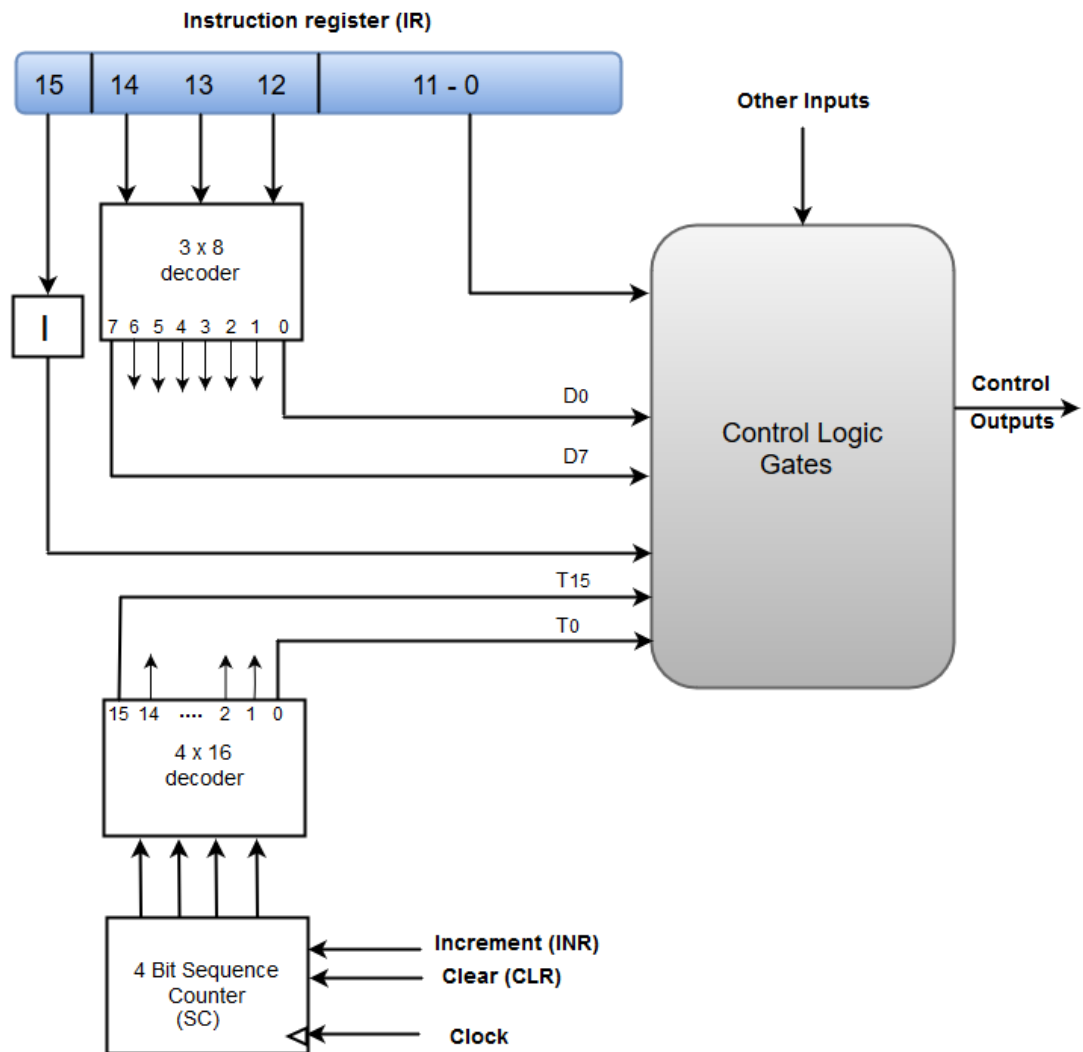 Instruction register (IR)
15 14 13 12 11 - 0
Other Inputs
3 x 8
decoder
7 6 5 4 3 2 1 0
I
D0
D7
Control Logic
Gates
Control
Outputs
T15
T0
15 14 .... 2 1 0
4 x 16
decoder
4 Bit Sequence
Counter
(SC)
Increment (INR)
Clear (CLR)
Clock